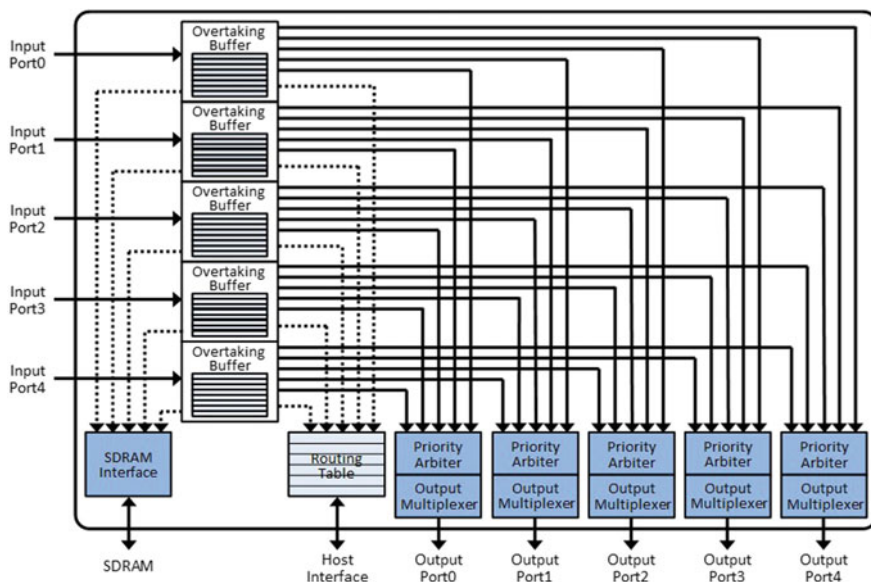 Overtaking
Buffer
Input
Port0
Overtaking
Buffer
Input
Port1
Overtaking
Buffer
Input
Port2
Overtaking
Buffer
Input
Port3
Overtaking
Buffer
Input
Port4
SDRAM
Interface
Routing
Table
Priority
Arbiter
Output
Multiplexer
Priority
Arbiter
Output
Multiplexer
Priority
Arbiter
Output
Multiplexer
Priority
Arbiter
Output
Multiplexer
Priority
Arbiter
Output
Multiplexer
SDRAM
Host
Interface
Output
Port0
Output
Port1
Output
Port2
Output
Port3
Output
Port4